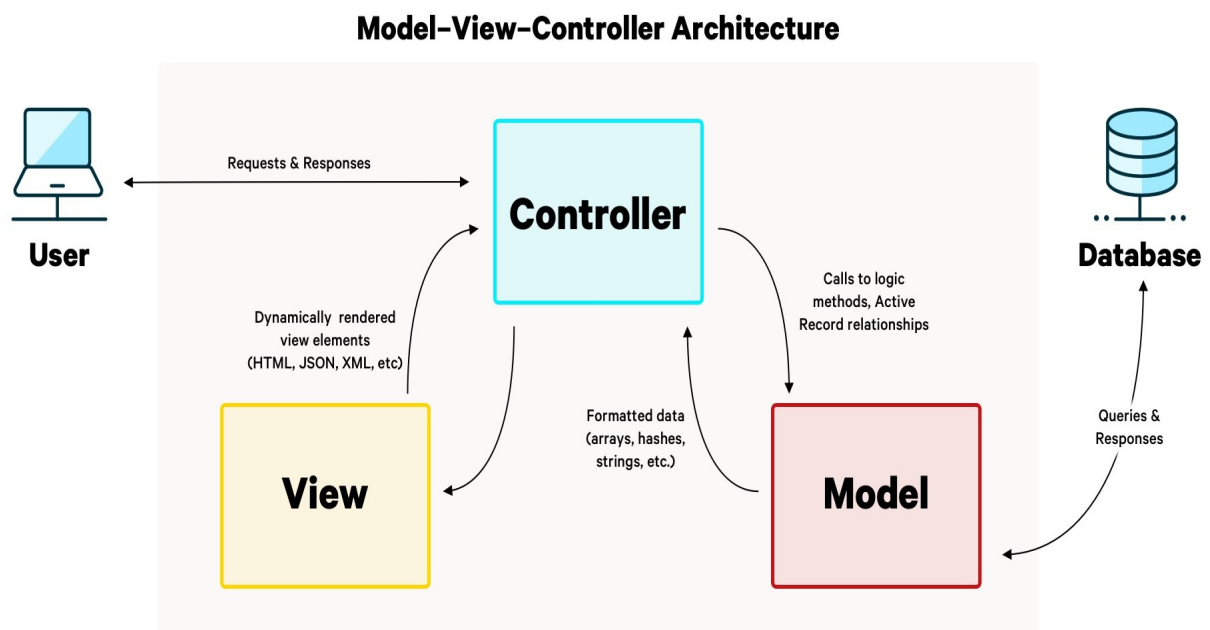 Model-View-Controller Architecture
Requests & Responses
Controller
User
Database
Calls to logic
methods, Active
Record relationships
Dynamically rendered
view elements
(HTML, JSON, XML, etc)
Formatted data
(arrays, hashes,
strings, etc.)
Queries &
Responses
View
Model